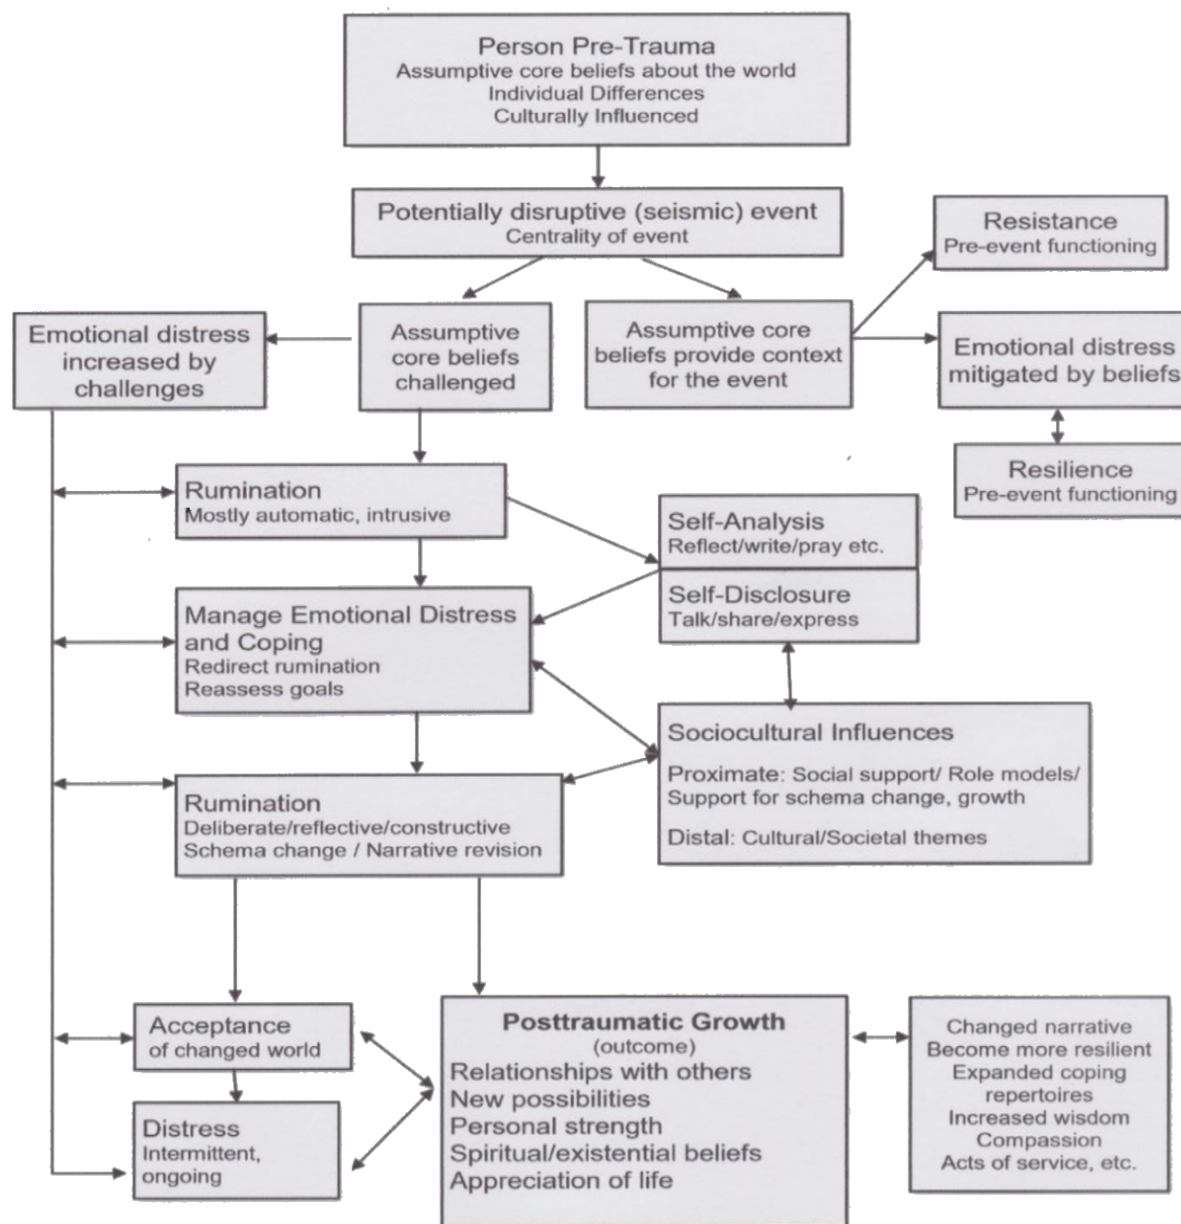 Person Pre-Trauma
Assumptive core beliefs about the world
Individual Differences
Culturally Influenced
Potentially disruptive (seismic) event
Centrality of event
Resistance
Pre-event functioning
Emotional distress
increased by
challenges
Assumptive
core beliefs
challenged
Assumptive core
beliefs provide context
for the event
Emotional distress
mitigated by beliefs
Resilience
Pre-event functioning
Rumination
Mostly automatic, intrusive
Self-Analysis
Reflect/write/pray etc.
Self-Disclosure
Talk/share/express
Manage Emotional Distress
and Coping
Redirect rumination
Reassess goals
Sociocultural Influences
Proximate: Social support/ Role models/
Support for schema change, growth
Distal: Cultural/Societal themes
Rumination
Deliberate/reflective/constructive
Schema change / Narrative revision
Acceptance
of changed world
Distress
Intermittent,
ongoing
Posttraumatic Growth
(outcome)
Relationships with others
New possibilities
Personal strength
Spiritual/existential beliefs
Appreciation of life
Changed narrative
Become more resilient
Expanded coping
repertoires
Increased wisdom
Compassion
Acts of service, etc.